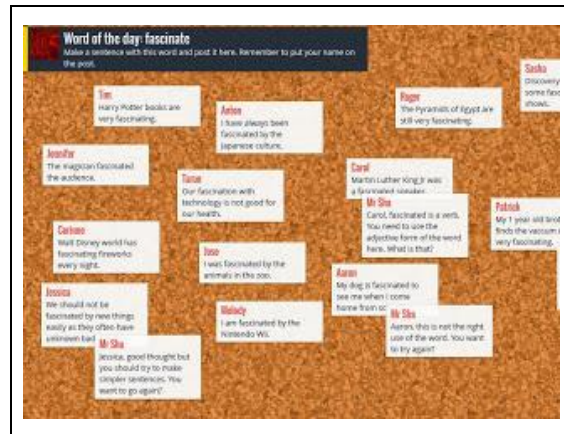 Word of the day: fascinate
Make a sentence with this word and post it here. Remember to put your name on
the post.
Tim
Harry Potter books are
very fascinating.
Anton
I have always been
fascinated by the
Japanese culture.
Roger
The Pyramids of Egypt are
still very fascinating.
Sasha
Discovery
some
shows.
Jennifer
The magician fascinated
the audience.
Our fascination with
technology is not good for
our health.
Carol
Martin Luther King Jr was
a fascinated speaker.
Mr Shu
Carol, fascinated is a verb.
You need to use the
adjective form of the word
here. What is that?
Patrick
My 1 year old
finds the vacuum
very fascinating.
Corinne
Walt Disney world has
fascinating fireworks
every night.
Jose
I was fascinated by the
animals in the zoo.
Aaron
My dog is fascinated to
see me when I come
home from
Mr Shu
Aaron, this is not the right
use of the word. You want
to try again?
Jessica
We should not be
fascinated by new things
easily as they often have
unknown bad
Mr Shu
Jessica, good thought but
you should try to make
simpler sentences. You
want to go again?
Melody
I am fascinated by the
Nintendo Wii.